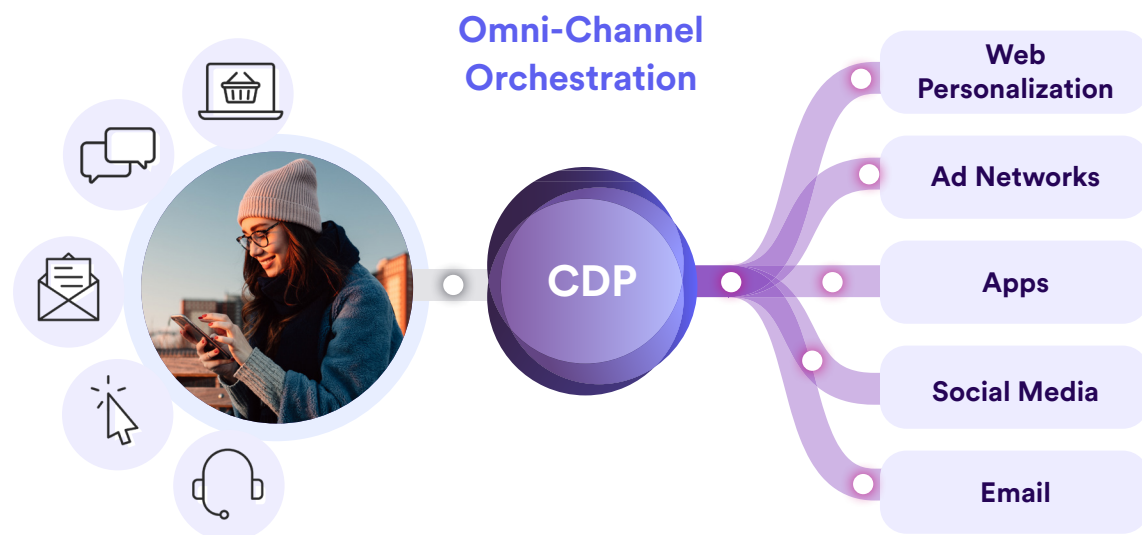 Omni-Channel
Orchestration
CDP
Web
Personalization
Ad Networks
Apps
Social Media
Email